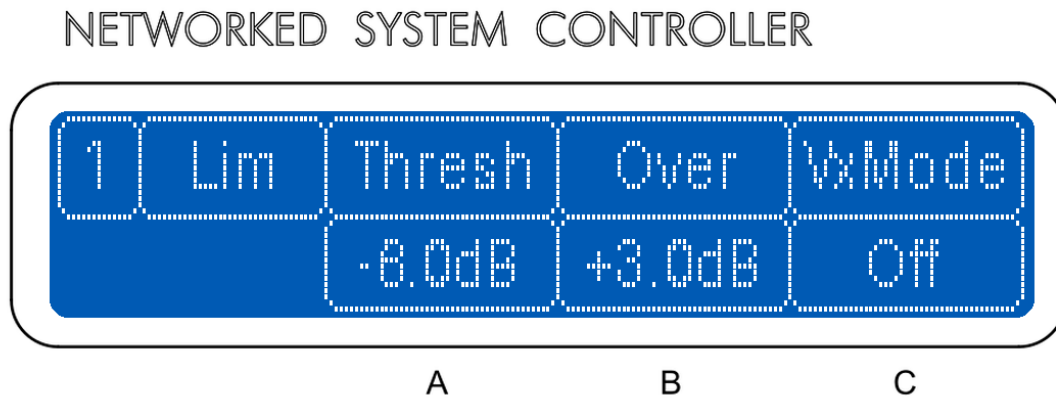 NETWORKED SYSTEM CONTROLLER
1 Lim Thresh Over VxMode
-6.0dB +3.0dB Off
A B C